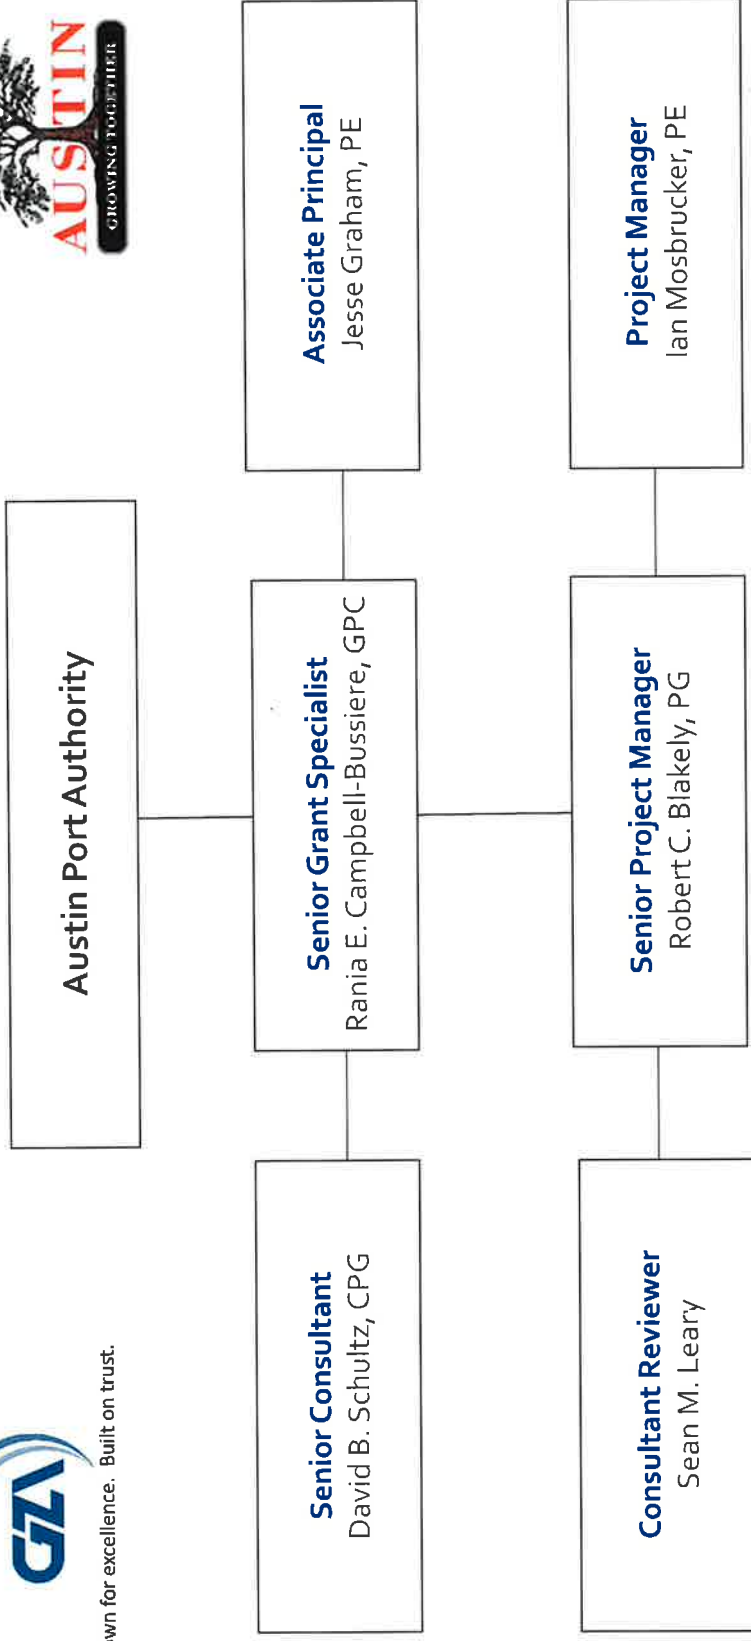 GZA
wn for excellence. Built on trust.
AUSTIN
GROWING TOGETHER
Austin Port Authority
Senior Consultant
David B. Schultz, CPG
Senior Grant Specialist
Rania E. Campbell-Bussiere, GPC
Associate Principal
Jesse Graham, PE
Consultant Reviewer
Sean M. Leary
Senior Project Manager
Robert C. Blakely, PG
Project Manager
Ian Mosbrucker, PE